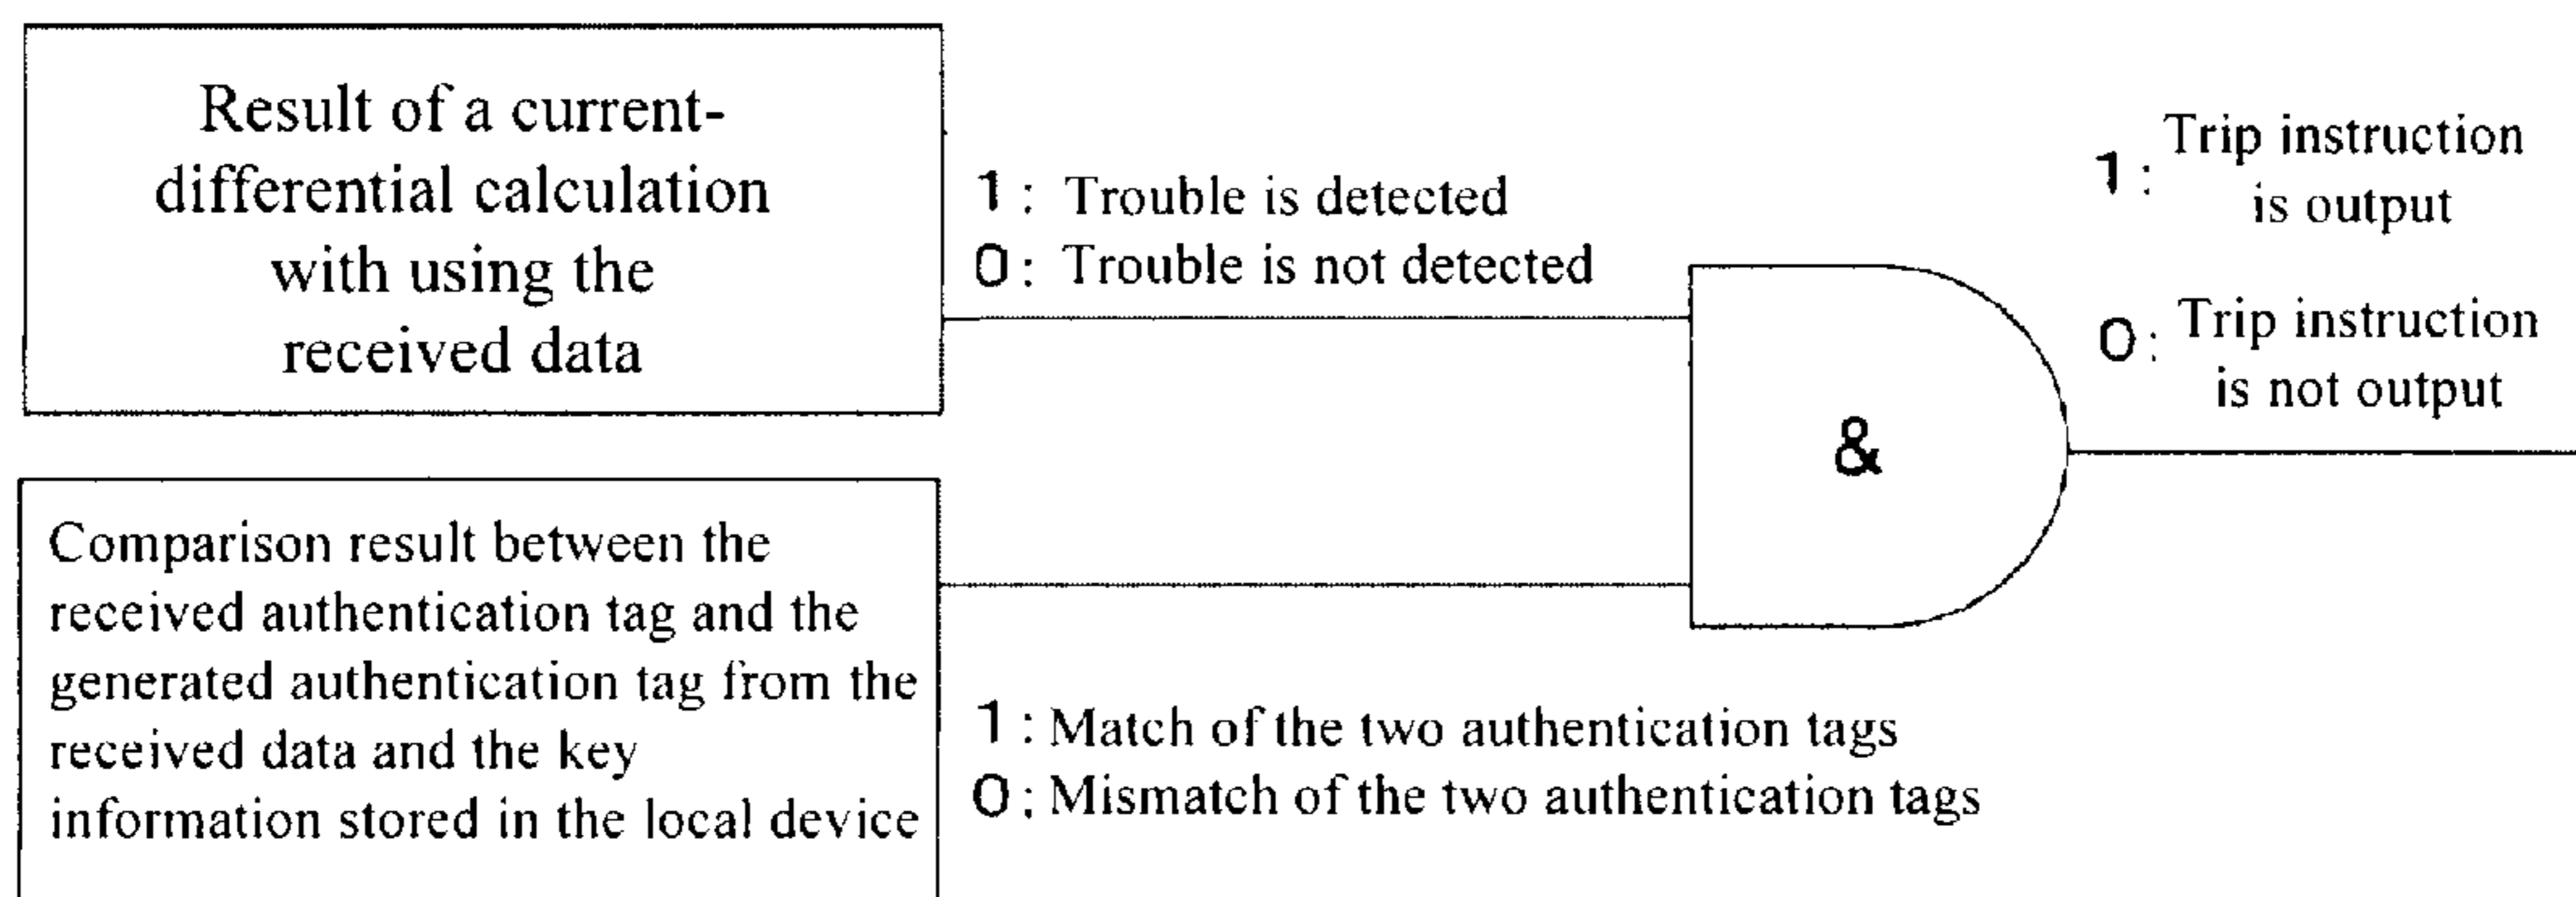 Result of a current-
differential calculation
with using the
received data
1: Trouble is detected
0: Trouble is not detected
1: Trip instruction
is output
0: Trip instruction
is not output
&
Comparison result between the
received authentication tag and the
generated authentication tag from the
received data and the key
information stored in the local device
1: Match of the two authentication tags
0: Mismatch of the two authentication tags